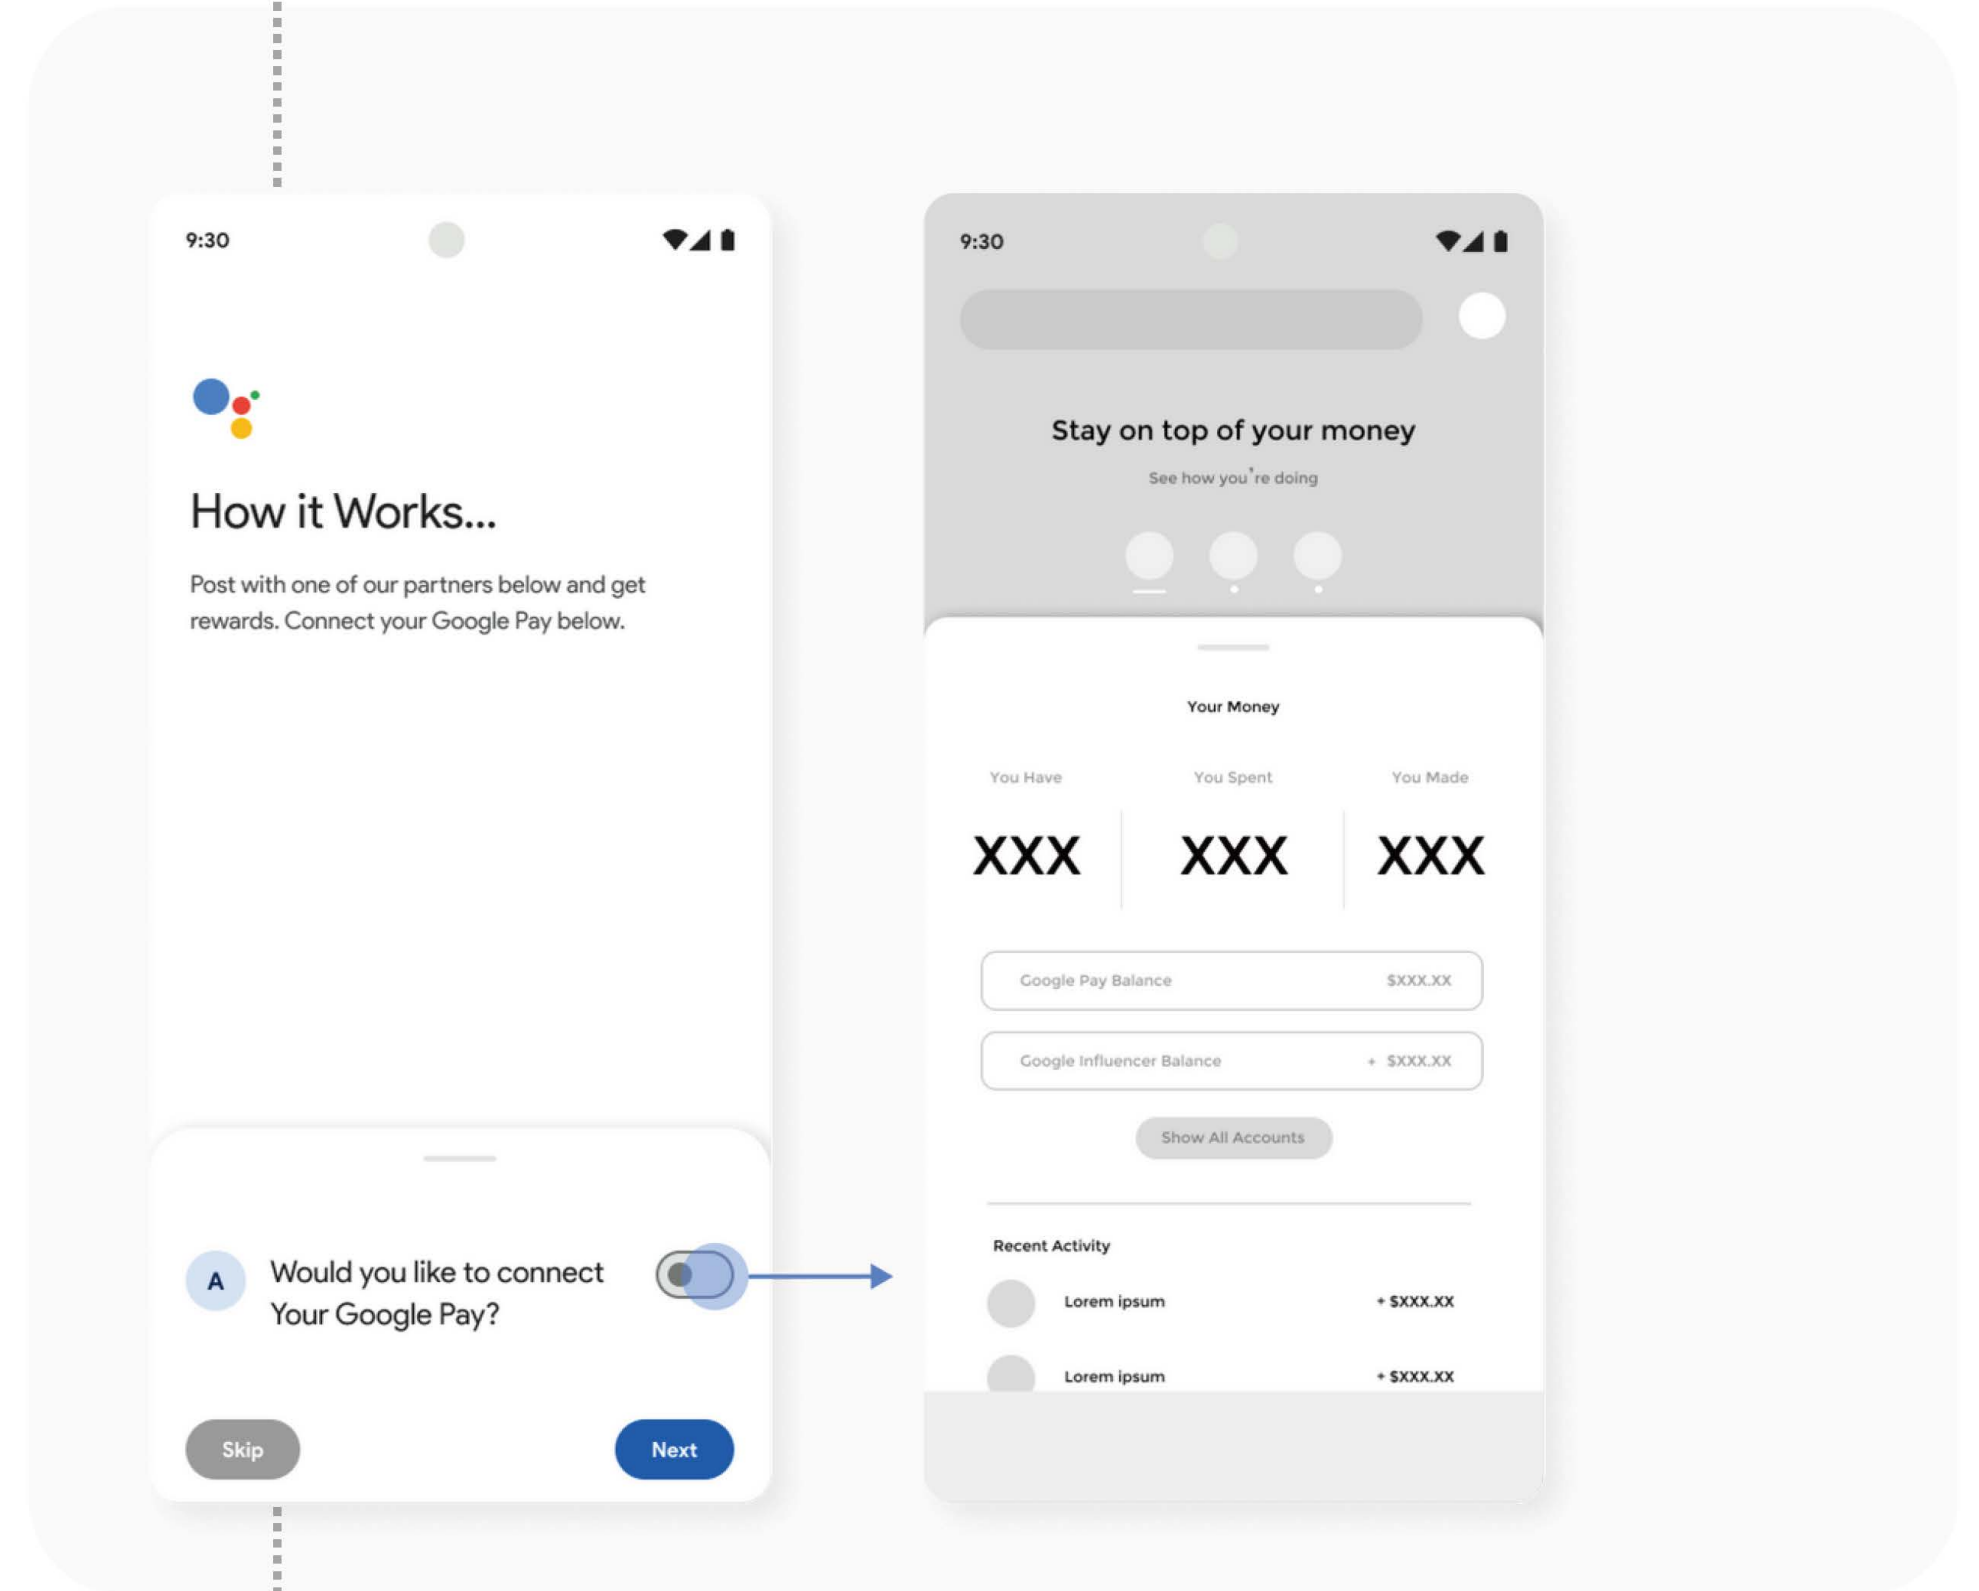 9:30
How it Works...
Post with one of our partners below and get
rewards. Connect your Google Pay below.
A
Would you like to connect
Your Google Pay?
Skip
Next
9:30
Stay on top of your money
See how you're doing
Your Money
You Have You Spent You Made
XXX XXX XXX
Google Pay Balance $XXX.XX
Google Influencer Balance + $XXX.XX
Show All Accounts
Recent Activity
Lorem ipsum + $XXX.XX
Lorem ipsum + $XXX.XX